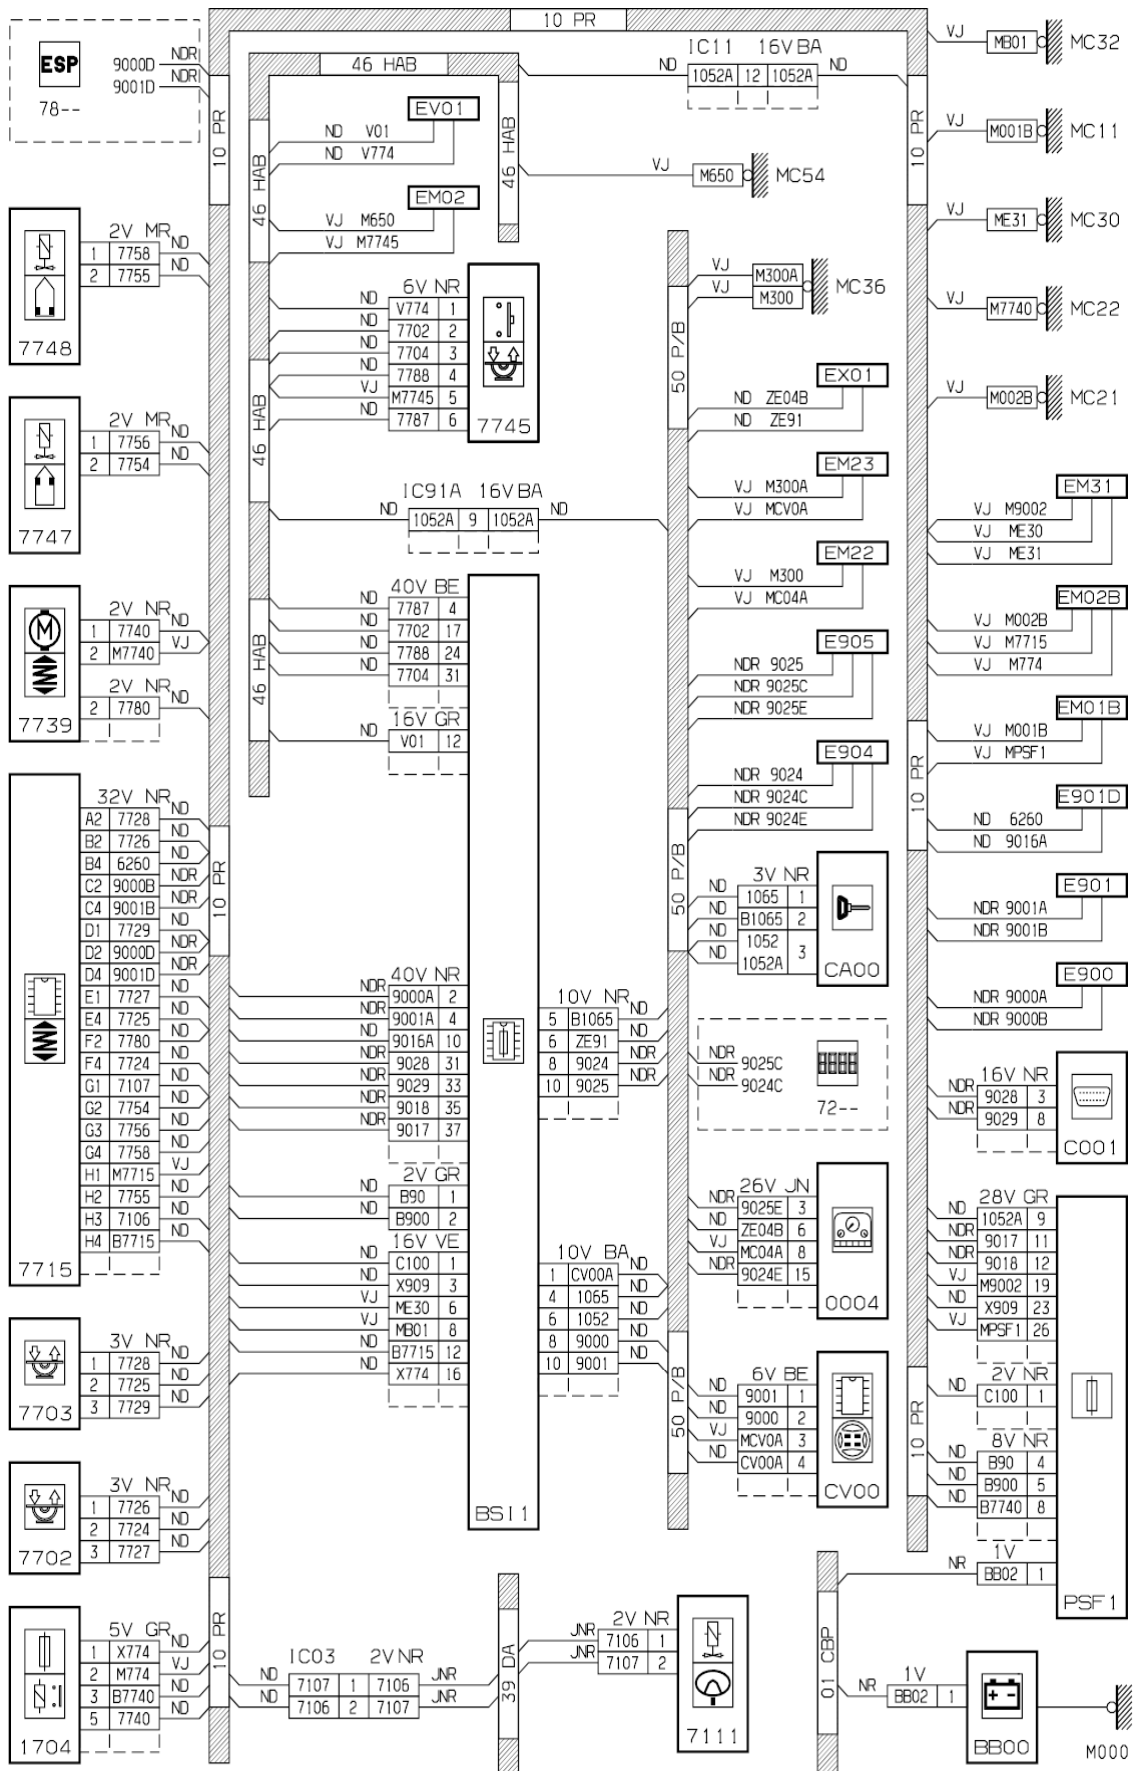 10 PR
ESP
9000D NDR
9001D NDR
78--
10 PR
46 HAB
ND IC11 16V BA ND
1052A 12 1052A
VJ MB01 MC32
EV01
ND V01
ND V774
46 HAB
46 HAB
VJ M650 MC54
10 PR
VJ M001B MC11
EM02
VJ M650
VJ M7745
VJ ME31 MC30
2V MR
1 7758 ND
2 7755 ND
7748
6V NR
ND V774 1
ND 7702 2
ND 7704 3
ND 7788 4
VJ M7745 5
ND 7787 6
7745
VJ M300A
VJ M300
MC36
50 P/B
VJ M7740 MC22
EX01
ND ZE04B
ND ZE91
VJ M002B MC21
2V MR
1 7756 ND
2 7754 ND
7747
46 HAB
EM23
VJ M300A
VJ MCV0A
IC91A 16V BA
ND 1052A 9 1052A ND
EM31
VJ M9002
VJ ME30
VJ ME31
EM22
VJ M300
VJ MC04A
2V NR
1 7740 ND
2 M7740 VJ
2V NR
2 7780 ND
7739
46 HAB
40V BE
ND 7787 4
ND 7702 17
ND 7788 24
ND 7704 31
16V GR
ND V01 12
EM02B
VJ M002B
VJ M7715
VJ M774
E905
NDR 9025
NDR 9025C
NDR 9025E
EM01B
VJ M001B
VJ MPSF1
10 PR
E904
NDR 9024
NDR 9024C
NDR 9024E
E901D
ND 6260
ND 9016A
32V NR
A2 7728 ND
B2 7726 ND
B4 6260 ND
C2 9000B NDR
C4 9001B NDR
D1 7729 ND
D2 9000D NDR
D4 9001D NDR
E1 7727 ND
E4 7725 ND
F2 7780 ND
F4 7724 ND
G1 7107 ND
G2 7754 ND
G3 7756 ND
G4 7758 ND
H1 M7715 VJ
H2 7755 ND
H3 7106 ND
H4 B7715 ND
7715
10 PR
50 P/B
3V NR
ND 1065 1
ND B1065 2
ND 1052
ND 1052A
3
CA00
E901
NDR 9001A
NDR 9001B
E900
NDR 9000A
NDR 9000B
40V NR
NDR 9000A 2
NDR 9001A 4
NDR 9016A 10
NDR 9028 31
NDR 9029 33
NDR 9018 35
NDR 9017 37
10V NR
5 B1065 ND
6 ZE91 ND
8 9024 NDR
10 9025 NDR
NDR 9025C
NDR 9024C
72--
16V NR
NDR 9028 3
NDR 9029 8
C001
2V GR
ND B90 1
ND B900 2
16V VE
ND C100 1
ND X909 3
VJ ME30 6
VJ MB01 8
ND B7715 12
ND X774 16
10V BA
1 CV00A ND
4 1065 ND
6 1052 ND
8 9000 ND
10 9001 ND
BSI1
26V JN
NDR 9025E 3
ND ZE04B 6
VJ MC04A 8
NDR 9024E 15
0004
28V GR
ND 1052A 9
NDR 9017 11
NDR 9018 12
VJ M9002 19
ND X909 23
VJ MPSF1 26
2V NR
ND C100 1
8V NR
ND B90 4
ND B900 5
ND B7740 8
1V
NR BB02 1
PSF1
10 PR
3V NR
1 7728 ND
2 7725 ND
3 7729 ND
7703
50 P/B
6V BE
ND 9001 1
ND 9000 2
VJ MCV0A 3
ND CV00A 4
CV00
3V NR
1 7726 ND
2 7724 ND
3 7727 ND
7702
5V GR
1 X774 ND
2 M774 VJ
3 B7740 ND
5 7740 ND
1704
10 PR
IC03 2V NR
ND 7107 1 7106 JNR
ND 7106 2 7107 JNR
39 DA
2V NR
JNR 7106 1
JNR 7107 2
7111
01 CBP
1V
NR BB02 1
BB00
M000